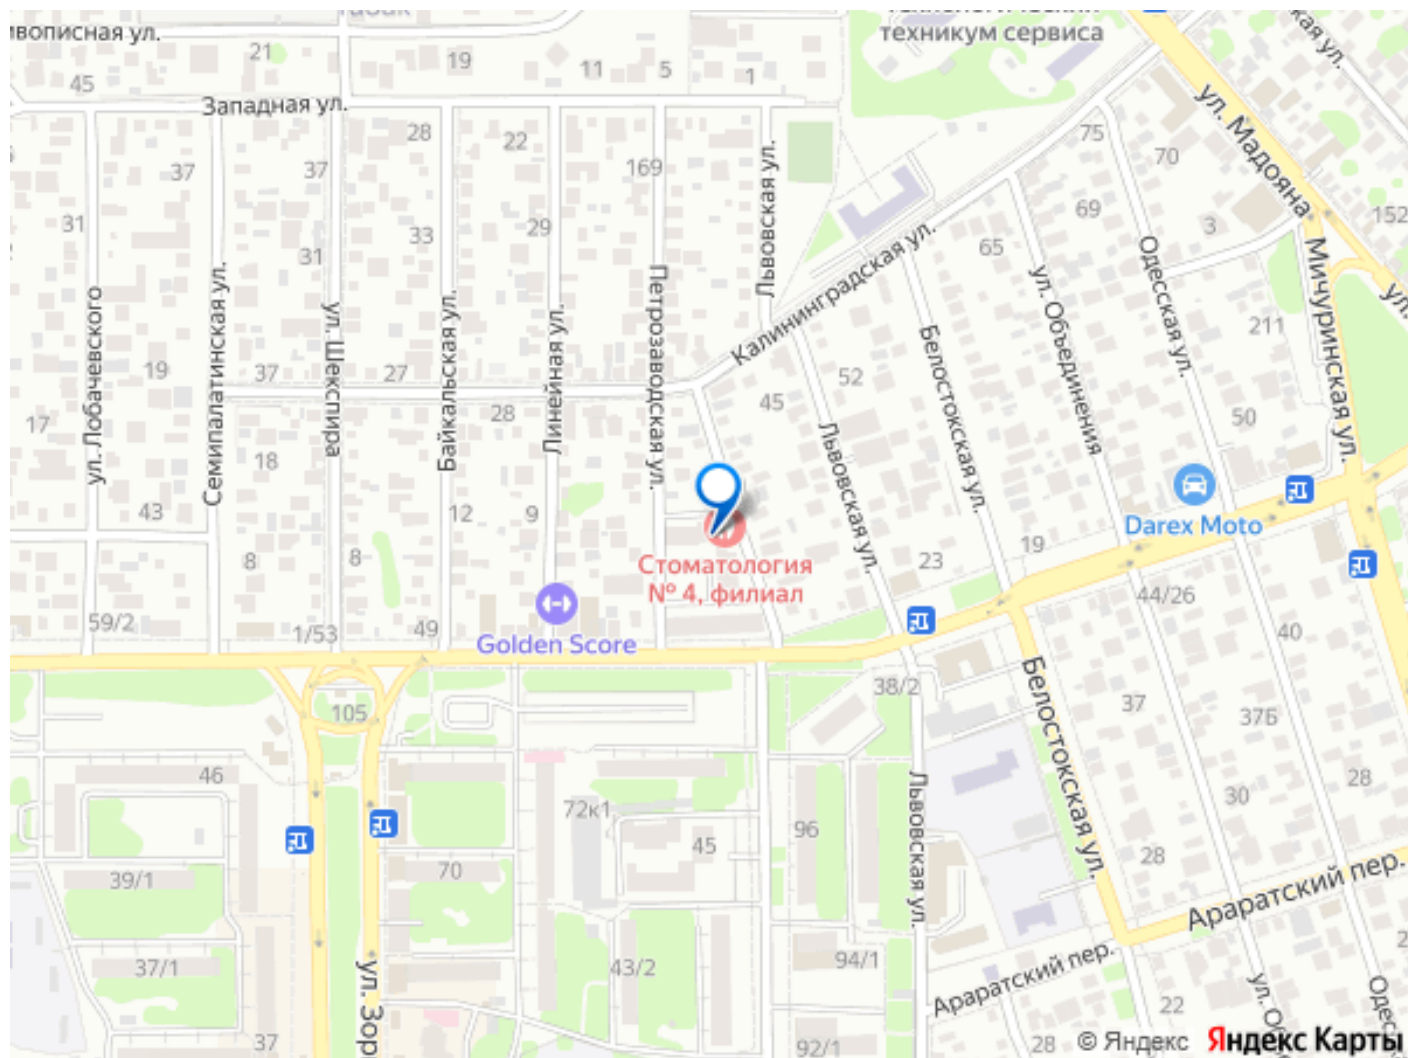 Табак
ивописная ул.
техникум сервиса
21
19
11
5
1
45
Западная ул.
28
22
75
70
ул. Мадояна
37
37
169
Львовская ул.
69
3
152
31
33
29
31
65
Калининградская ул.
Одесская ул.
Мичуринская ул.
ул.
ул. Лобачевского
Семипалатинская ул.
ул. Шекспира
Байкальская ул.
Линейная ул.
Петрозаводская ул.
Белостокская ул.
ул. Объединения
211
19
37
27
28
45
52
50
17
18
Львовская ул.
43
12
9
8
8
Darex Moto
Стоматология
№ 4, филиал
23
19
44/26
59/2
1/53
49
Golden Score
40
38/2
105
37
37Б
Белостокская ул.
46
72к1
45
96
Львовская ул.
30
28
28
39/1
70
Араратский пер.
37/1
43/2
94/1
Араратский пер.
ул. Зор
22
37
92/1
28
© Яндекс
Яндекс Карты